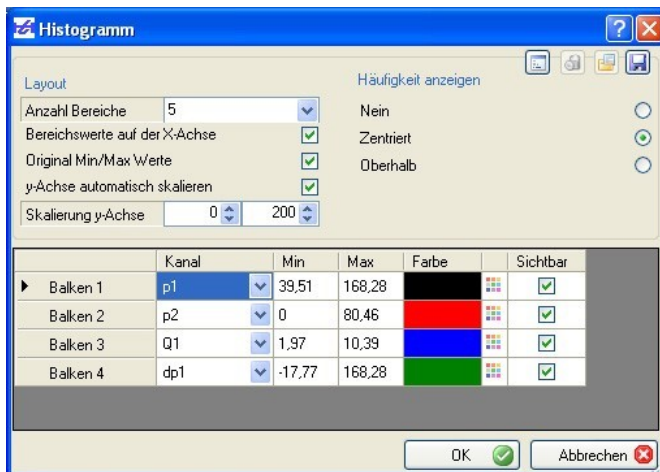 Histogramm
Layout
Häufigkeit anzeigen
Anzahl Bereiche 5
Nein
Bereichswerte auf der X-Achse
Zentriert
Original Min/Max Werte
Oberhalb
y-Achse automatisch skalieren
Skalierung y-Achse 0 200
Kanal Min Max Farbe Sichtbar
Balken 1 p1 39,51 168,28
Balken 2 p2 0 80,46
Balken 3 Q1 1,97 10,39
Balken 4 dp1 -17,77 168,28
OK Abbrechen